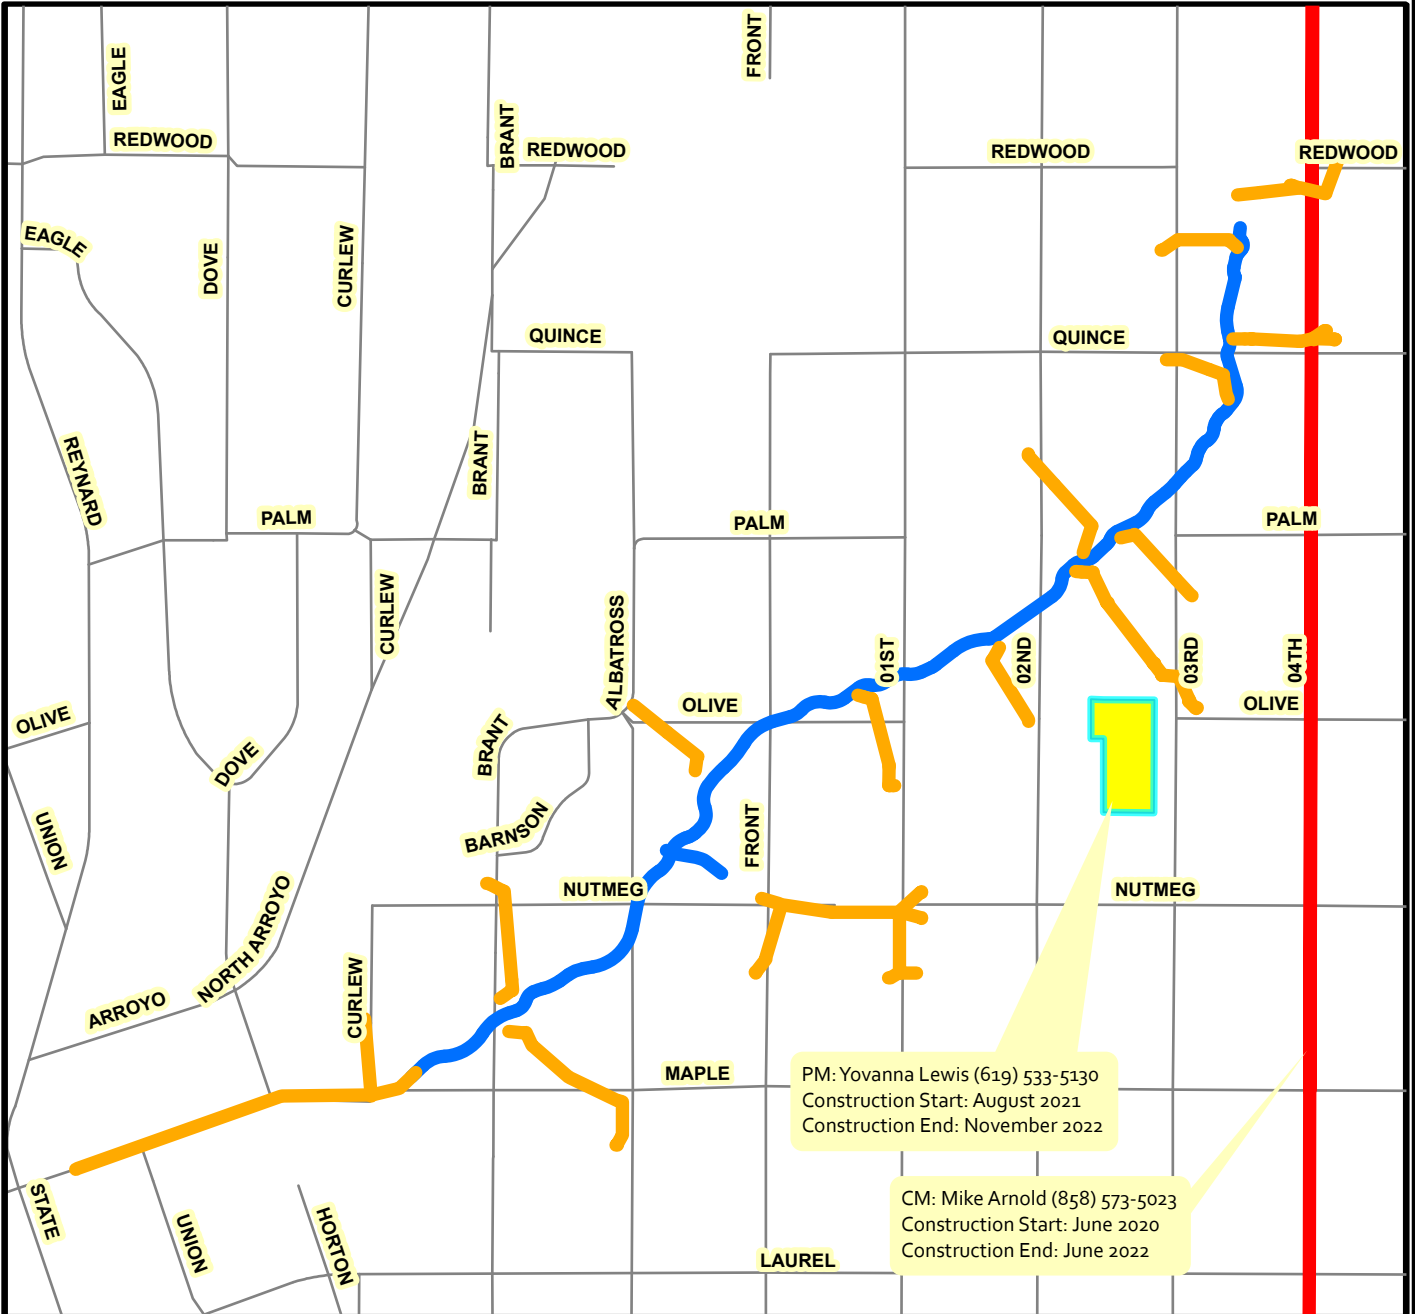 FRONT
EAGLE
BRANT
REDWOOD
REDWOOD
REDWOOD
REDWOOD
EAGLE
DOVE
CURLEW
QUINCE
QUINCE
REYNARD
BRANT
PALM
PALM
PALM
CURLEW
ALBATROSS
01ST
02ND
03RD
04TH
OLIVE
OLIVE
OLIVE
BRANT
DOVE
UNION
BARNSON
FRONT
NUTMEG
NUTMEG
NORTH ARROYO
ARROYO
CURLEW
MAPLE
PM: Yovanna Lewis (619) 533-5130
Construction Start: August 2021
Construction End: November 2022
CM: Mike Arnold (858) 573-5023
Construction Start: June 2020
Construction End: June 2022
STATE
UNION
HORTON
LAUREL